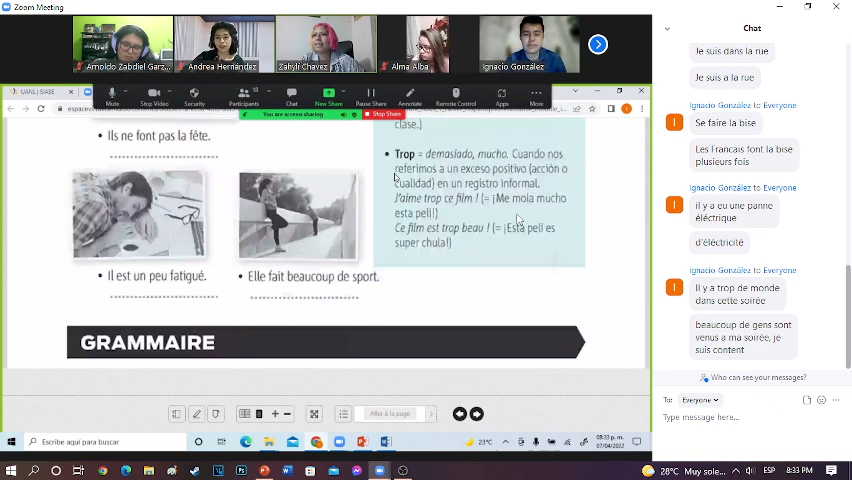 Zoom Meeting
Arnoldo Zabdiel Garz...
Andrea Hernández
Zahyli Chavez
Alma Alba
Ignacio González
UANL | SIASE
Mute
Stop Video
Security
18
Participants
Chat
New Share
Pause Share
Annotate
Remote Control
Apps
More
You are screen sharing
Stop Share
• Ils ne font pas la fête.
• Il est un peu fatigué.
• Elle fait beaucoup de sport.
clase.)
• Trop = demasiado, mucho. Cuando nos
referimos a un exceso positivo (acción o
cualidad) en un registro informal.
J'aime trop ce film ! (= ¡Me mola mucho
esta peli!)
Ce film est trop beau ! (= ¡Esta peli es
super chula!)
GRAMMAIRE
Aller à la page
Escribe aquí para buscar
23°C
08:33 p. m.
07/04/2022
Chat
Je suis dans la rue
Je suis a la rue
Ignacio González to Everyone
I
Se faire la bise
Les Francais font la bise
plusieurs fois
Ignacio González to Everyone
I
il y a eu une panne
éléctrique
d'éléctricité
Ignacio González to Everyone
I
Il y a trop de monde
dans cette soirée
beaucoup de gens sont
venus a ma soirée, je
suis content
Who can see your messages?
To: Everyone
Type message here...
28°C Muy sole...
ESP
8:33 PM